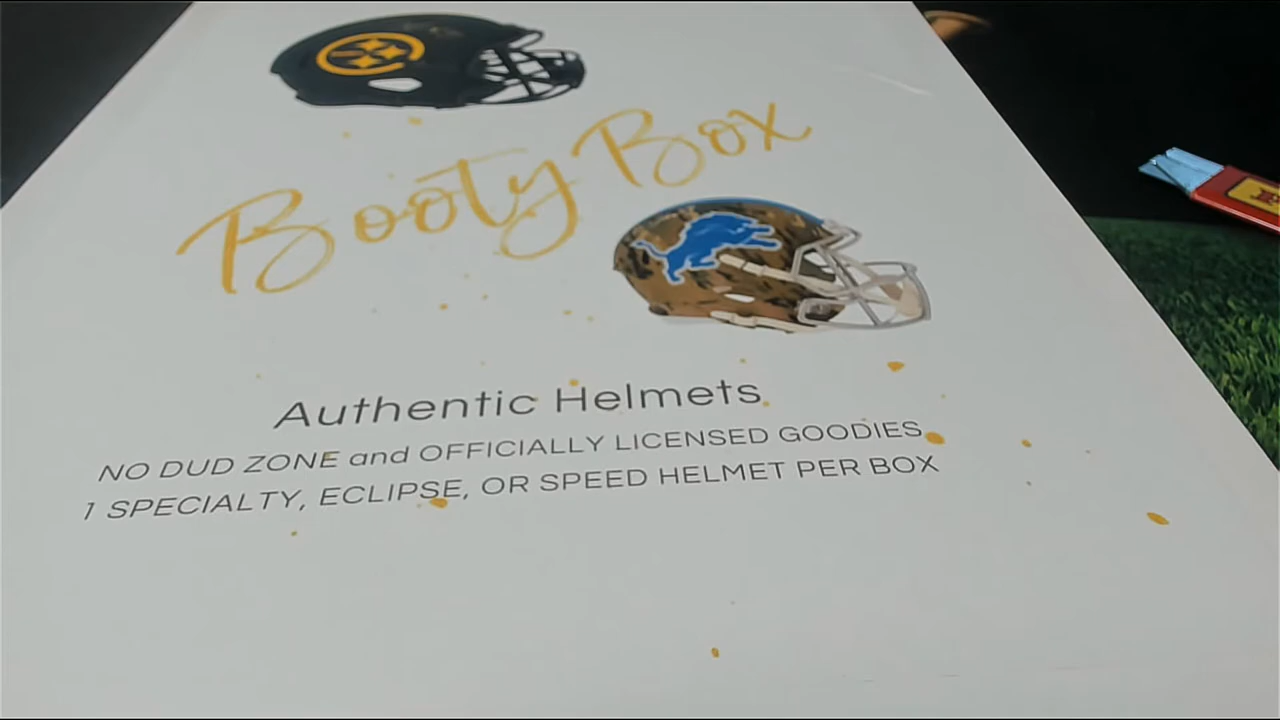 Booty Box
Authentic Helmets
NO DUD ZONE and OFFICIALLY LICENSED GOODIES
1 SPECIALTY, ECLIPSE, OR SPEED HELMET PER BOX